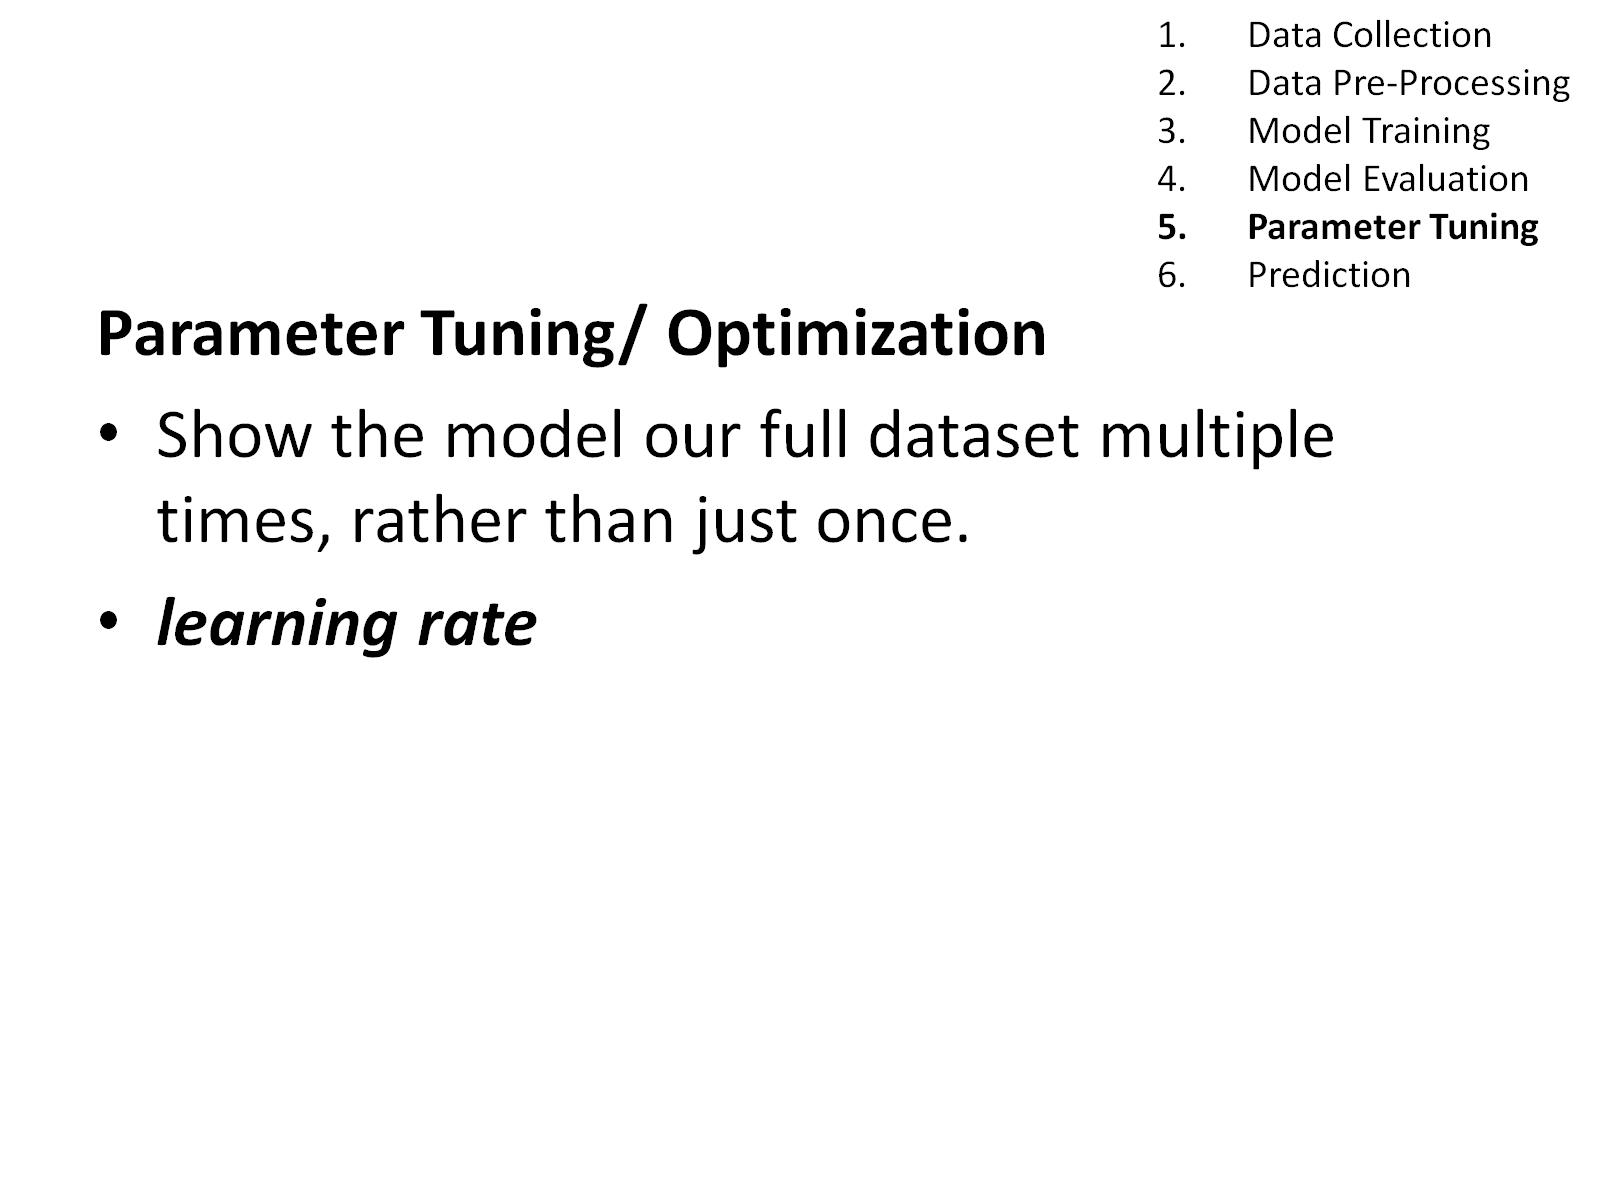 1. Data Collection
2. Data Pre-Processing
3. Model Training
4. Model Evaluation
5. Parameter Tuning
6. Prediction
Parameter Tuning/ Optimization
• Show the model our full dataset multiple
times, rather than just once.
• learning rate